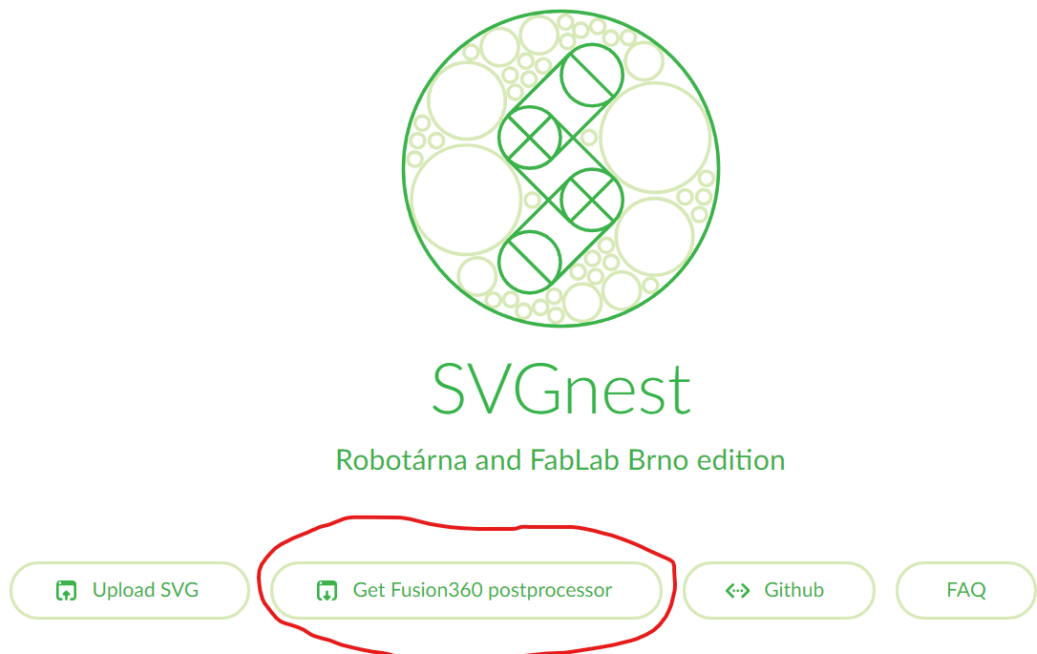 SVGnest
Robotárna and FabLab Brno edition
Upload SVG
Get Fusion360 postprocessor
Github
FAQ